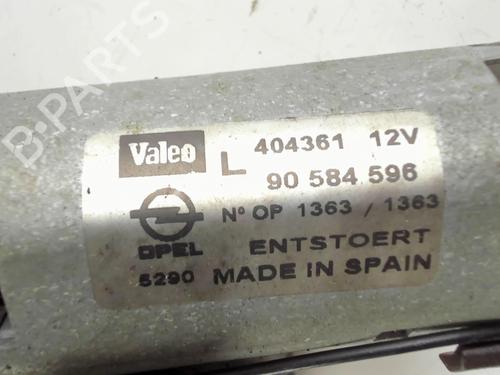 B-PARTS
Valeo L 404361 12V
90 584 596
Nº OP 1363 / 1363
OPEL ENTSTOERT
5290 MADE IN SPAIN